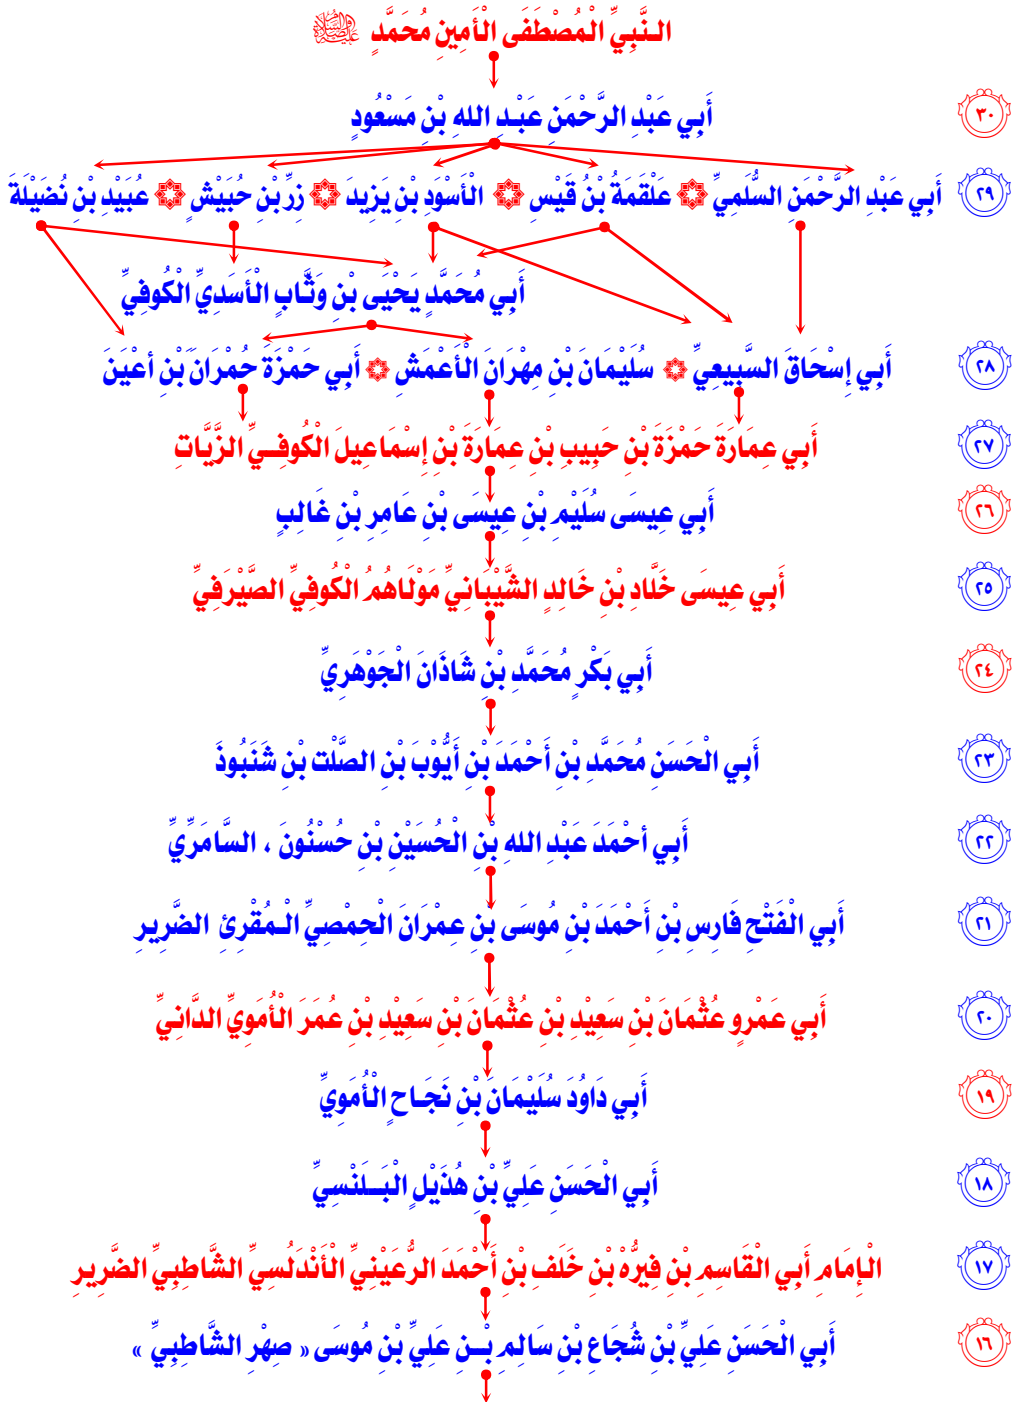 النَّبِيِّ الْمُصْطَفَى الْأَمِينِ مُحَمَّدٍ ﷺ
٣٠ أَبِي عَبْدِ الرَّحْمَنِ عَبْدِ اللهِ بْنِ مَسْعُودٍ
٢٩ أَبِي عَبْدِ الرَّحْمَنِ السُّلَمِيِّ ۞ عَلْقَمَةُ بْنُ قَيْسٍ ۞ الْأَسْوَدِ بْنِ يَزِيدَ ۞ زِرِّ بْنِ حُبَيْشٍ ۞ عُبَيْدِ بْنِ نُضَيْلَةَ
أَبِي مُحَمَّدٍ يَحْيَى بْنِ وَثَّابٍ الْأَسَدِيِّ الْكُوفِيِّ
٢٨ أَبِي إِسْحَاقَ السَّبِيعِيِّ ۞ سُلَيْمَانَ بْنِ مِهْرَانَ الْأَعْمَشِ ۞ أَبِي حَمْزَةَ حُمْرَانَ بْنِ أَعْيَنَ
٢٧ أَبِي عِمَارَةَ حَمْزَةَ بْنِ حَبِيبِ بْنِ عِمَارَةَ بْنِ إِسْمَاعِيلَ الْكُوفِيِّ الزَّيَّاتِ
٢٦ أَبِي عِيسَى سُلَيْمِ بْنِ عِيْسَى بْنِ عَامِرِ بْنِ غَالِبٍ
٢٥ أَبِي عِيسَى خَلَّادِ بْنِ خَالِدٍ الشَّيْبَانِيِّ مَوْلَاهُمُ الْكُوفِيِّ الصَّيْرَفِيِّ
٢٤ أَبِي بَكْرٍ مُحَمَّدِ بْنِ شَاذَانَ الْجَوْهَرِيِّ
٢٣ أَبِي الْحَسَنِ مُحَمَّدِ بْنِ أَحْمَدَ بْنِ أَيُّوْبَ بْنِ الصَّلْت بْنِ شَنَبُوذَ
٢٢ أَبِي أحْمَدَ عَبْدِ اللهِ بْنِ الْحُسَيْنِ بْنِ حُسْنُونَ ، السَّامَرِّيِّ
٢١ أَبِي الْفَتْحِ فَارِسِ بْنِ أَحْمَدَ بْنِ مُوسَى بْنِ عِمْرَانَ الْحِمْصِيِّ الْمُقْرِئِ الضَّرِيرِ
٢٠ أَبِي عَمْرٍو عُثْمَانَ بْنِ سَعِيْدِ بْنِ عُثْمَانَ بْنِ سَعِيْدِ بْنِ عُمَرَ الْأُمَوِيِّ الدَّانِيِّ
١٩ أَبِي دَاوُدَ سُلَيْمَانَ بْنِ نَجَاحٍ الْأُمَوِيِّ
١٨ أَبِي الْحَسَنِ عَلِيِّ بْنِ هُذَيْلٍ الْبَلَنْسِيِّ
١٧ الْإِمَامِ أَبِي الْقَاسِمِ بْنِ فِيرُّهْ بْنِ خَلَفِ بْنِ أَحْمَدَ الرُّعَيْنِيِّ الْأَنْدَلُسِيِّ الشَّاطِبِيِّ الضَّرِيرِ
١٦ أَبِي الْحَسَنِ عَلِيِّ بْنِ شُجَاعِ بْنِ سَالِمِ بْنِ عَلِيِّ بْنِ مُوسَى « صِهْرِ الشَّاطِبِيِّ »